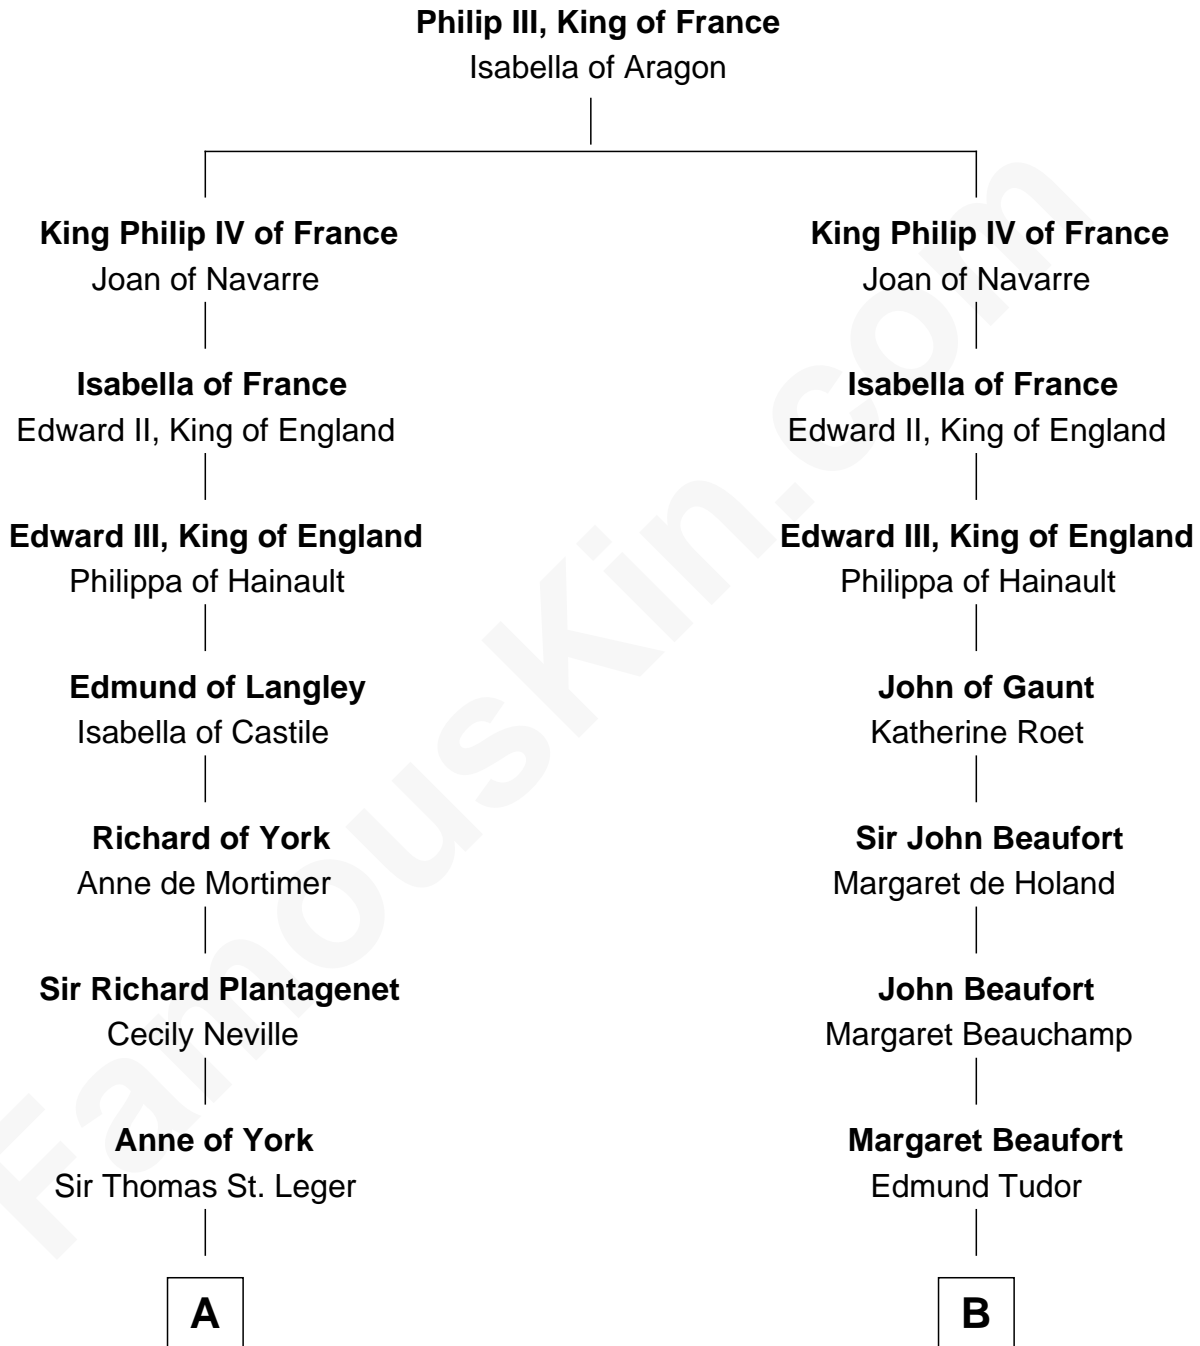 Philip III, King of France
Isabella of Aragon
King Philip IV of France
Joan of Navarre
King Philip IV of France
Joan of Navarre
Isabella of France
Edward II, King of England
Isabella of France
Edward II, King of England
Edward III, King of England
Philippa of Hainault
Edward III, King of England
Philippa of Hainault
Edmund of Langley
Isabella of Castile
John of Gaunt
Katherine Roet
Richard of York
Anne de Mortimer
Sir John Beaufort
Margaret de Holand
Sir Richard Plantagenet
Cecily Neville
John Beaufort
Margaret Beauchamp
Anne of York
Sir Thomas St. Leger
Margaret Beaufort
Edmund Tudor
A
B
FamousKin.com